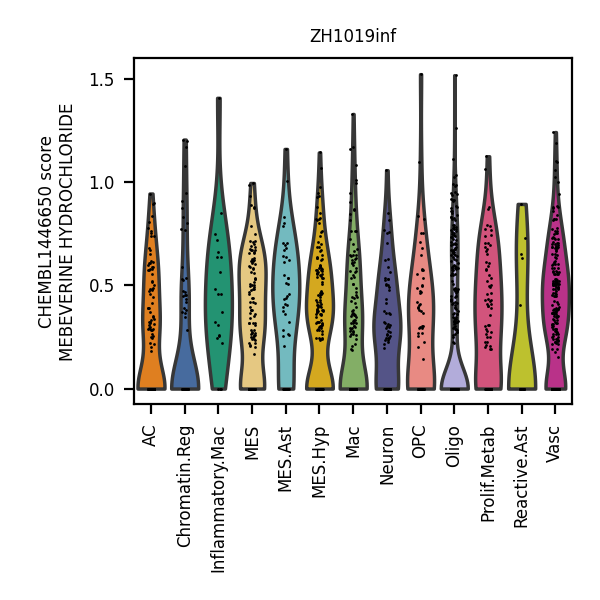 ZH1019inf
CHEMBL1446650 score
MEBEVERINE HYDROCHLORIDE
1.5
1.0
0.5
0.0
AC
Chromatin.Reg
Inflammatory.Mac
MES
MES.Ast
MES.Hyp
Mac
Neuron
OPC
Oligo
Prolif.Metab
Reactive.Ast
Vasc